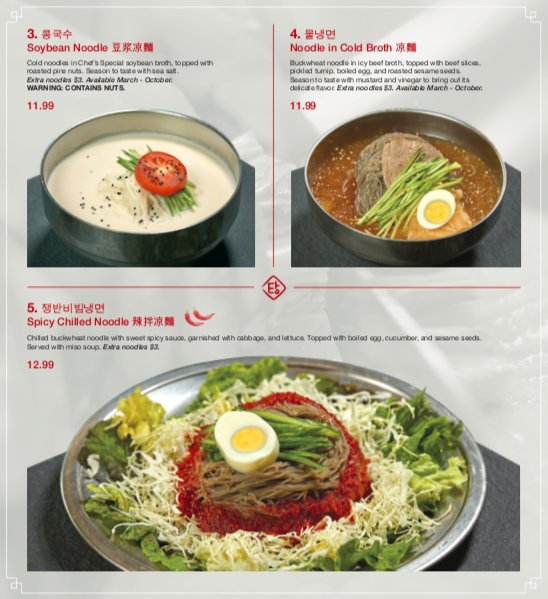 3. 콩국수
Soybean Noodle 豆浆凉麵
Cold noodles in Chef's Special soybean broth, topped with
roasted pine nuts. Season to taste with sea salt.
Extra noodles $3. Available March - October.
WARNING: CONTAINS NUTS.
11.99
4. 물냉면
Noodle in Cold Broth 凉麵
Buckwheat noodle in icy beef broth, topped with beef slices,
pickled turnip, boiled egg, and roasted sesame seeds.
Season to taste with mustard and vinegar to bring out its
delicate flavor. Extra noodles $3. Available March - October.
11.99
탕
5. 쟁반비빔냉면
Spicy Chilled Noodle 辣拌凉麵
Chilled buckwheat noodle with sweet spicy sauce, garnished with cabbage, and lettuce. Topped with boiled egg, cucumber, and sesame seeds.
Served with miso soup. Extra noodles $3.
12.99